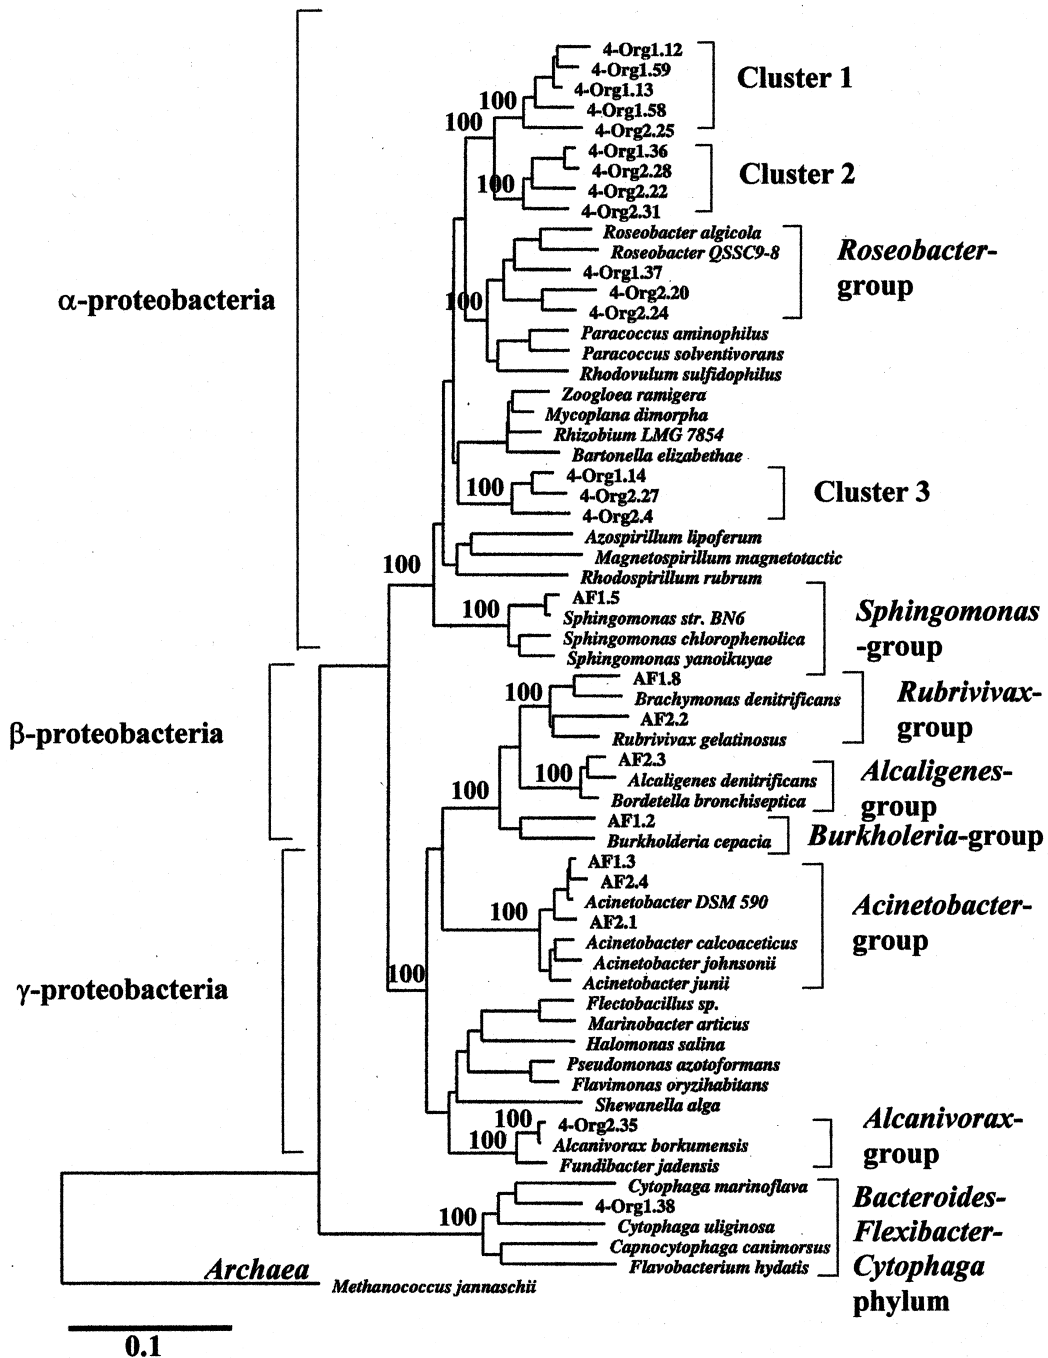 4-Org1.12
4-Org1.59
4-Org1.13
4-Org1.58
4-Org2.25
100
100
Cluster 1
4-Org1.36
4-Org2.28
4-Org2.22
4-Org2.31
100
Cluster 2
Roseobacter algicola
Roseobacter QSSC9-8
4-Org1.37
4-Org2.20
4-Org2.24
100
Roseobacter-
group
α-proteobacteria
Paracoccus aminophilus
Paracoccus solventivorans
Rhodovulum sulfidophilus
Zoogloea ramigera
Mycoplana dimorpha
Rhizobium LMG 7854
Bartonella elizabethae
4-Org1.14
4-Org2.27
4-Org2.4
100
Cluster 3
Azospirillum lipoferum
Magnetospirillum magnetotactic
Rhodospirillum rubrum
100
AF1.5
Sphingomonas str. BN6
Sphingomonas chlorophenolica
Sphingomonas yanoikuyae
100
Sphingomonas
-group
AF1.8
Brachymonas denitrificans
AF2.2
Rubrivivax gelatinosus
100
Rubrivivax-
group
β-proteobacteria
AF2.3
Alcaligenes denitrificans
Bordetella bronchiseptica
100
100
Alcaligenes-
group
AF1.2
Burkholderia cepacia
Burkholeria-group
AF1.3
AF2.4
Acinetobacter DSM 590
AF2.1
Acinetobacter calcoaceticus
Acinetobacter johnsonii
Acinetobacter junii
100
100
Acinetobacter-
group
γ-proteobacteria
Flectobacillus sp.
Marinobacter articus
Halomonas salina
Pseudomonas azotoformans
Flavimonas oryzihabitans
Shewanella alga
4-Org2.35
Alcanivorax borkumensis
Fundibacter jadensis
100
100
Alcanivorax-
group
Cytophaga marinoflava
4-Org1.38
Cytophaga uliginosa
Capnocytophaga canimorsus
Flavobacterium hydatis
100
Bacteroides-
Flexibacter-
Cytophaga
phylum
Archaea
Methanococcus jannaschii
0.1